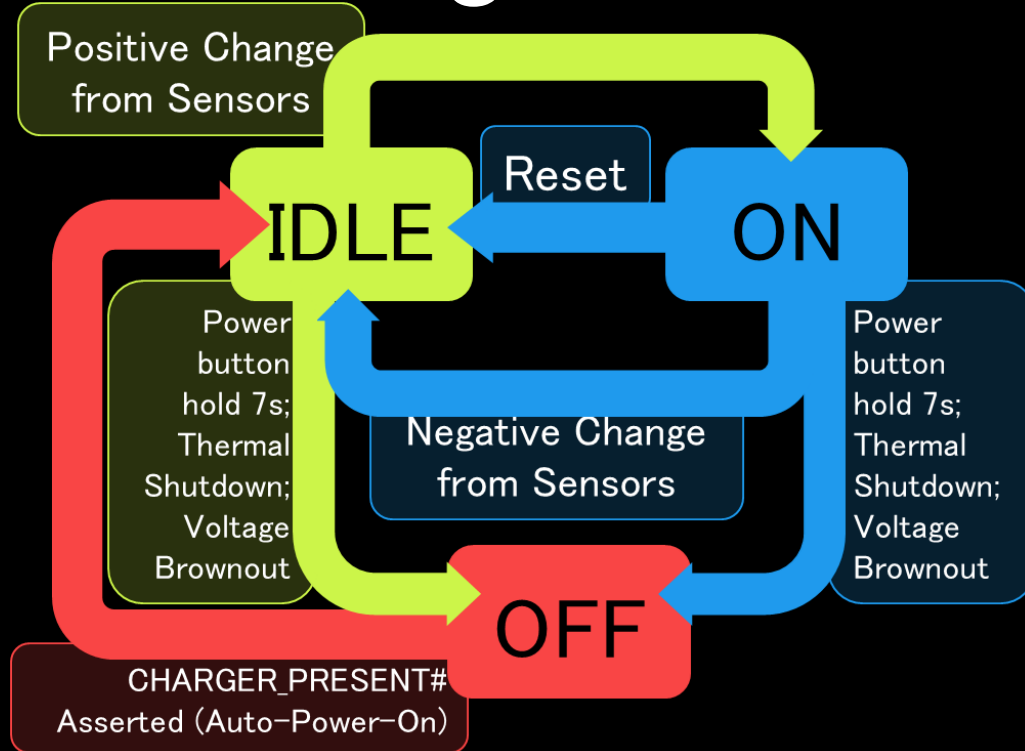 Positive Change
from Sensors
Reset
IDLE
ON
Power
button
hold 7s;
Thermal
Shutdown;
Voltage
Brownout
Negative Change
from Sensors
Power
button
hold 7s;
Thermal
Shutdown;
Voltage
Brownout
OFF
CHARGER_PRESENT#
Asserted (Auto-Power-On)